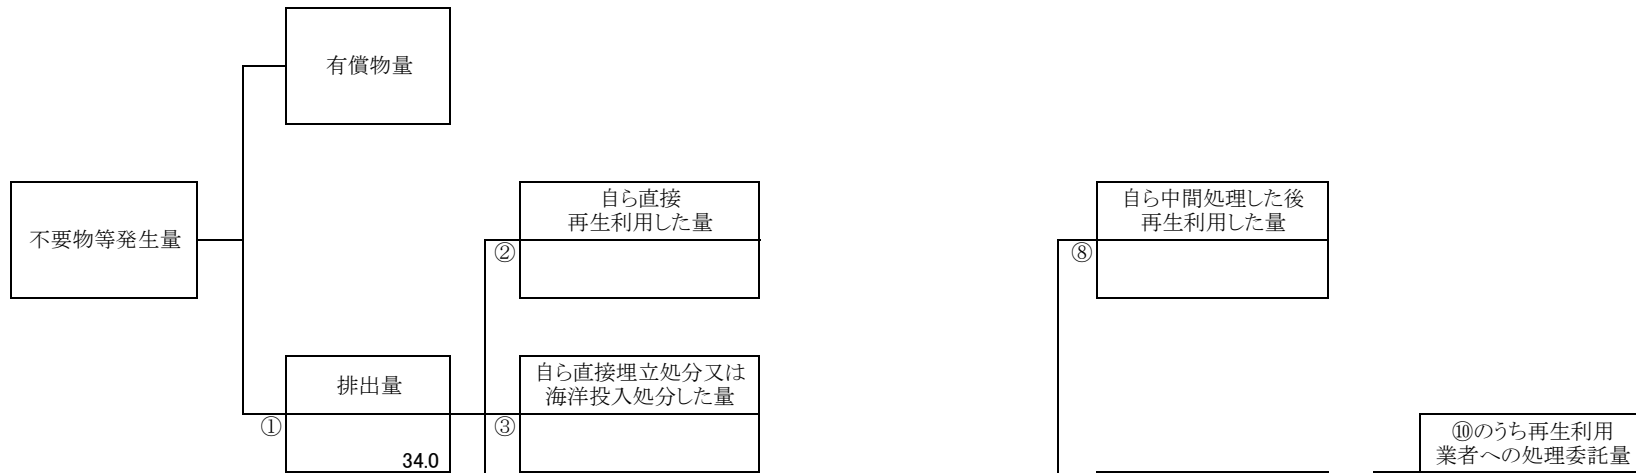 有償物量
自ら直接
再生利用した量
自ら中間処理した後
再生利用した量
不要物等発生量
②
⑧
排出量
自ら直接埋立処分又は
海洋投入処分した量
①
③
34.0
⑩のうち再生利用
業者への処理委託量